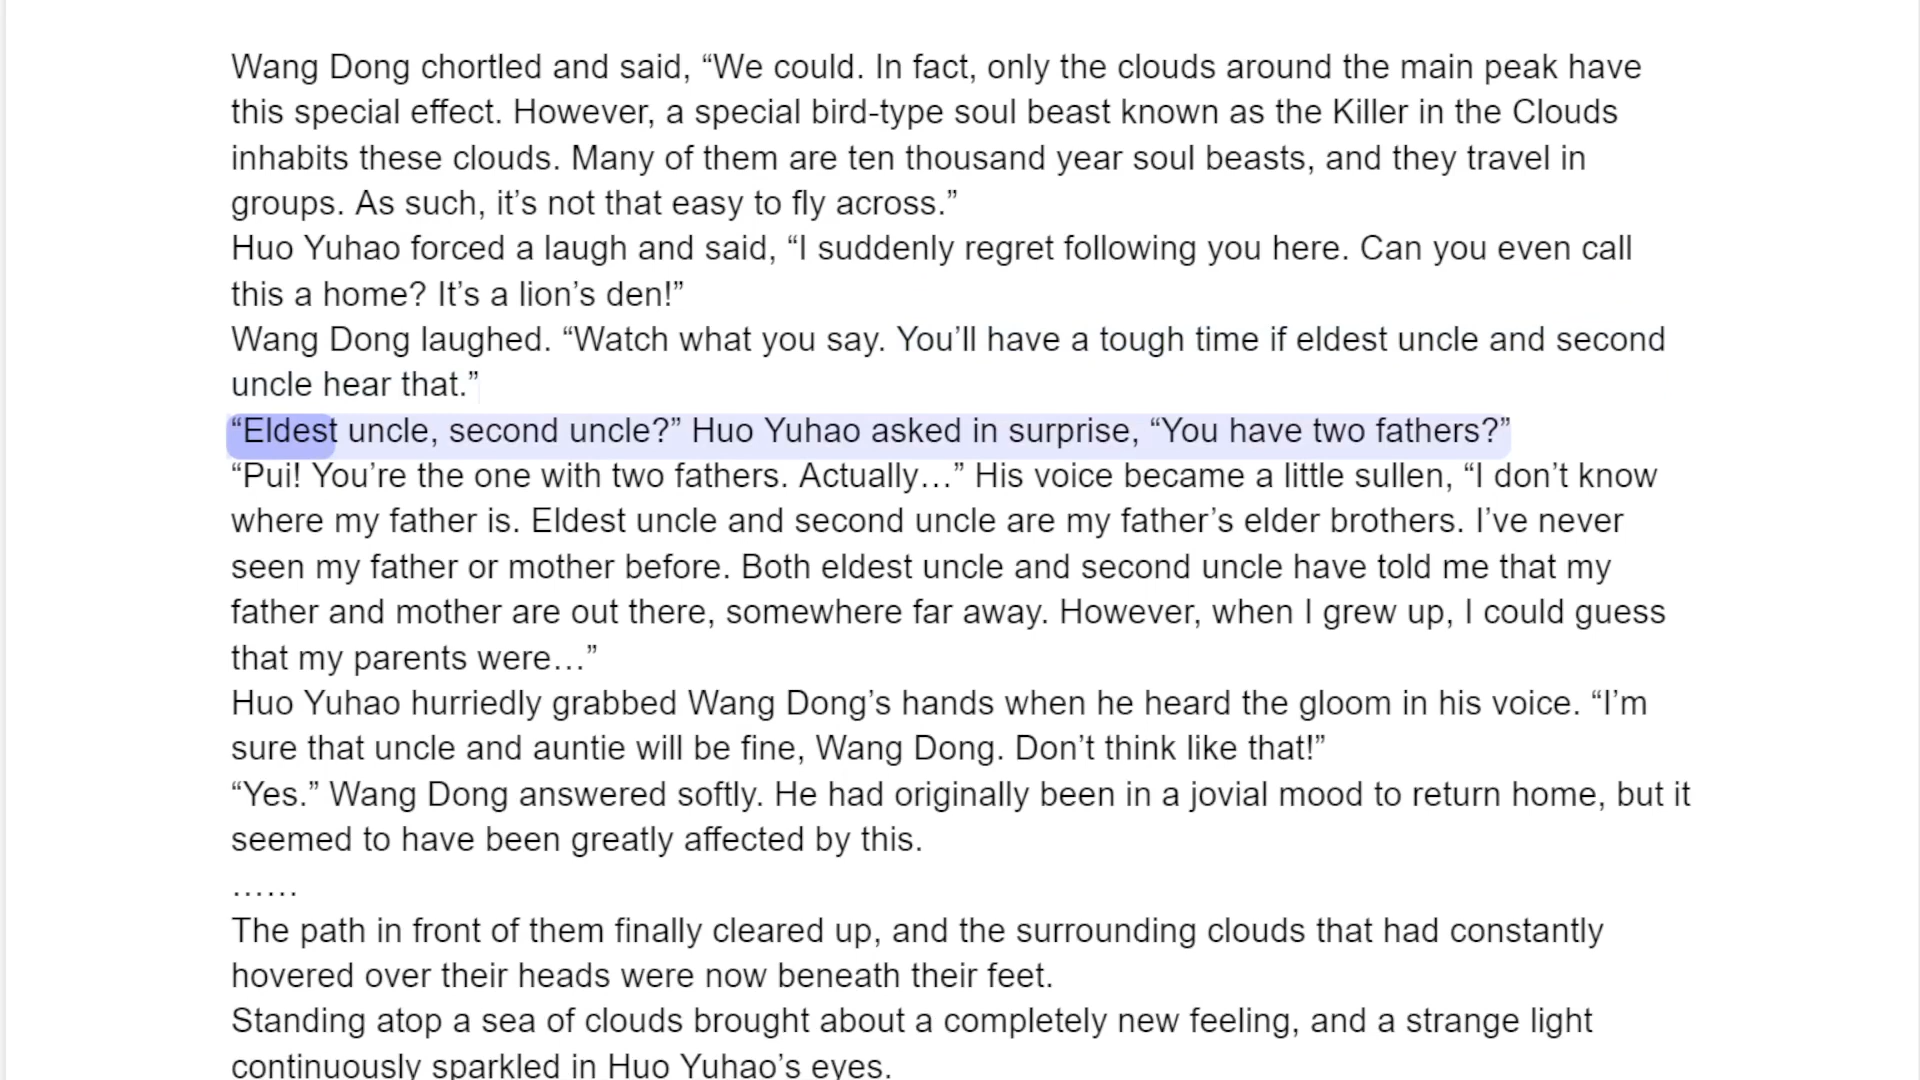 Wang Dong chortled and said, “We could. In fact, only the clouds around the main peak have
this special effect. However, a special bird-type soul beast known as the Killer in the Clouds
inhabits these clouds. Many of them are ten thousand year soul beasts, and they travel in
groups. As such, it’s not that easy to fly across.”
Huo Yuhao forced a laugh and said, “I suddenly regret following you here. Can you even call
this a home? It’s a lion’s den!”
Wang Dong laughed. “Watch what you say. You’ll have a tough time if eldest uncle and second
uncle hear that.”
“Eldest uncle, second uncle?” Huo Yuhao asked in surprise, “You have two fathers?”
“Pui! You’re the one with two fathers. Actually…” His voice became a little sullen, “I don’t know
where my father is. Eldest uncle and second uncle are my father’s elder brothers. I’ve never
seen my father or mother before. Both eldest uncle and second uncle have told me that my
father and mother are out there, somewhere far away. However, when I grew up, I could guess
that my parents were…”
Huo Yuhao hurriedly grabbed Wang Dong’s hands when he heard the gloom in his voice. “I’m
sure that uncle and auntie will be fine, Wang Dong. Don’t think like that!”
“Yes.” Wang Dong answered softly. He had originally been in a jovial mood to return home, but it
seemed to have been greatly affected by this.
……
The path in front of them finally cleared up, and the surrounding clouds that had constantly
hovered over their heads were now beneath their feet.
Standing atop a sea of clouds brought about a completely new feeling, and a strange light
continuously sparkled in Huo Yuhao’s eyes.